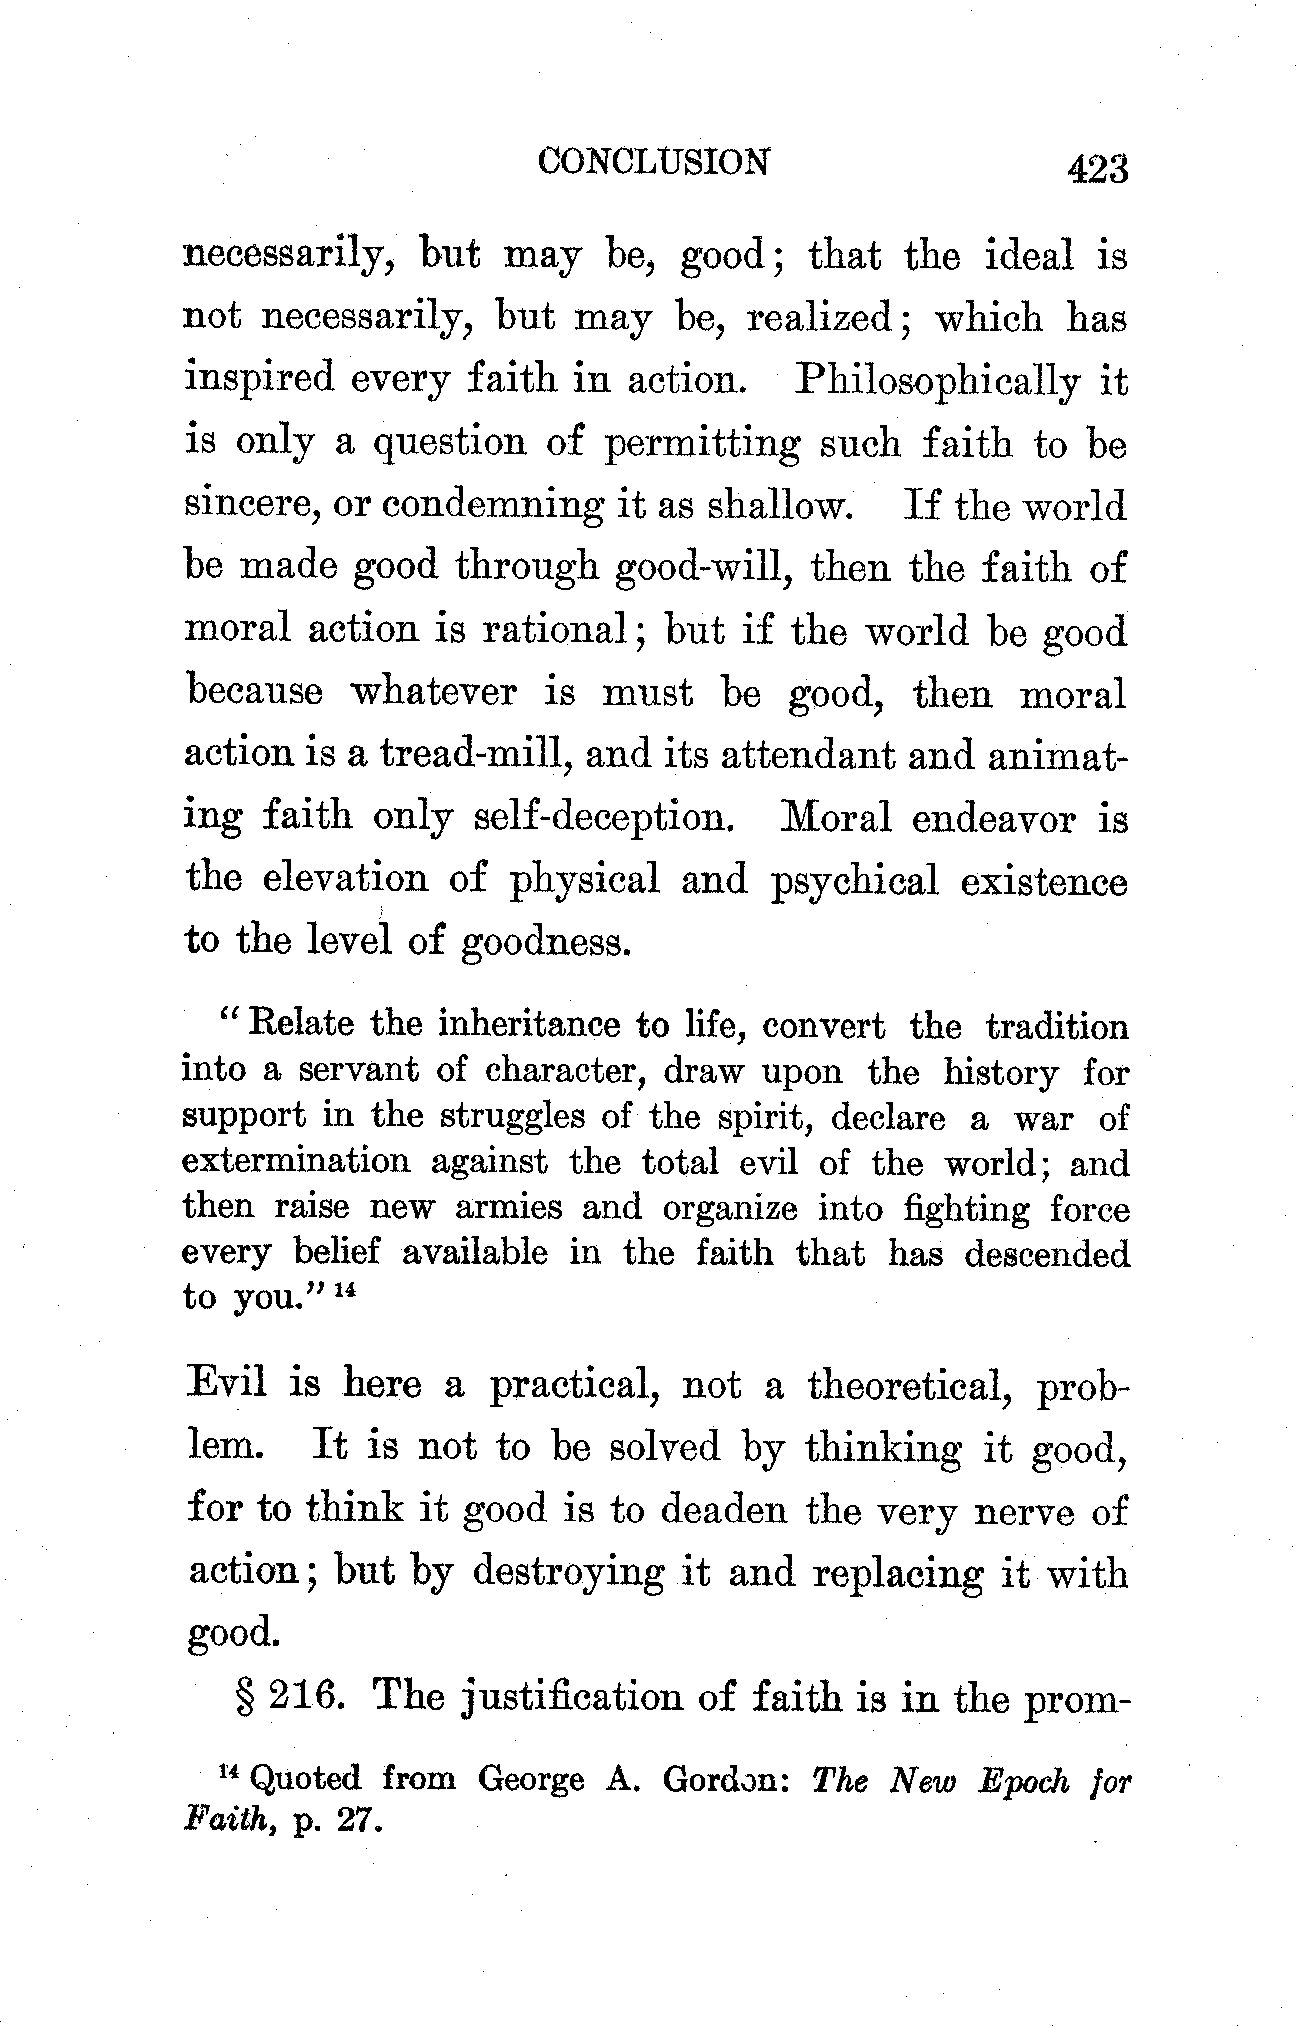 CONCLUSION 423
necessarily, but may be, good; that the ideal is
not necessarily, but may be, realized; which has
inspired every faith in action. Philosophically it
is only a question of permitting such faith to be
sincere, or condemning it as shallow. If the world
be made good through good-will, then the faith of
moral action is rational; but if the world be good
because whatever is must be good, then moral
action is a tread-mill, and its attendant and animat-
ing faith only self-deception. Moral endeavor is
the elevation of physical and psychical existence
to the level of goodness.
"Relate the inheritance to life, convert the tradition
into a servant of character, draw upon the history for
support in the struggles of the spirit, declare a war of
extermination against the total evil of the world; and
then raise new armies and organize into fighting force
every belief available in the faith that has descended
to you." 14
Evil is here a practical, not a theoretical, prob-
lem. It is not to be solved by thinking it good,
for to think it good is to deaden the very nerve of
action; but by destroying it and replacing it with
good.
§ 216. The justification of faith is in the prom-
14 Quoted from George A. Gordon: The New Epoch for
Faith, p. 27.